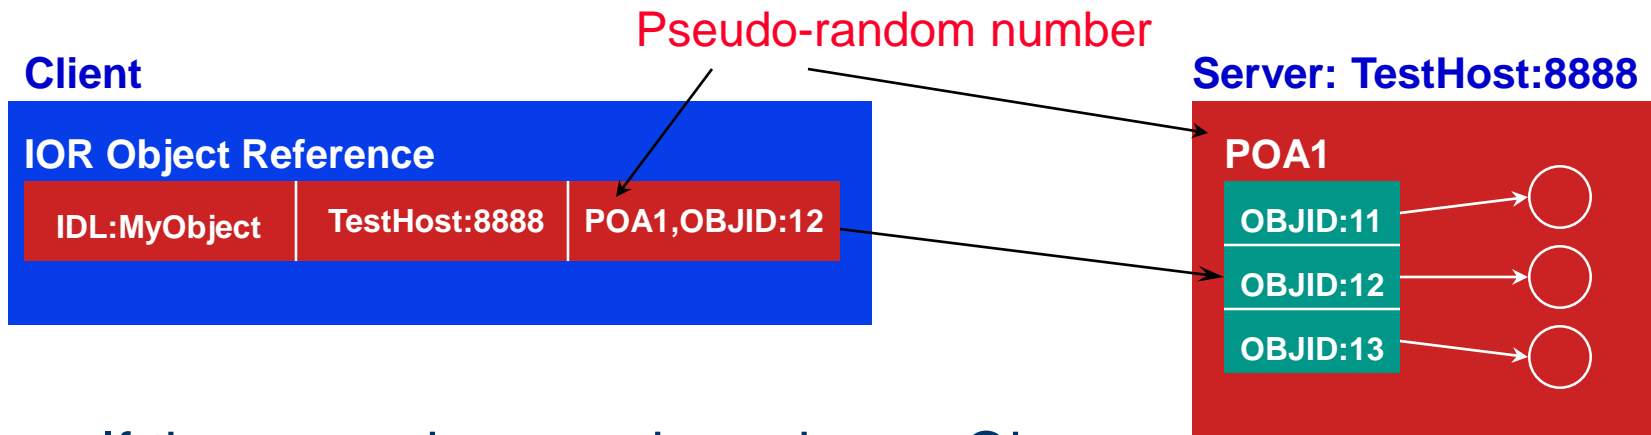 Pseudo-random number
Client
Server: TestHost:8888
IOR Object Reference
IDL:MyObject
TestHost:8888
POA1,OBJID:12
POA1
OBJID:11
OBJID:12
OBJID:13